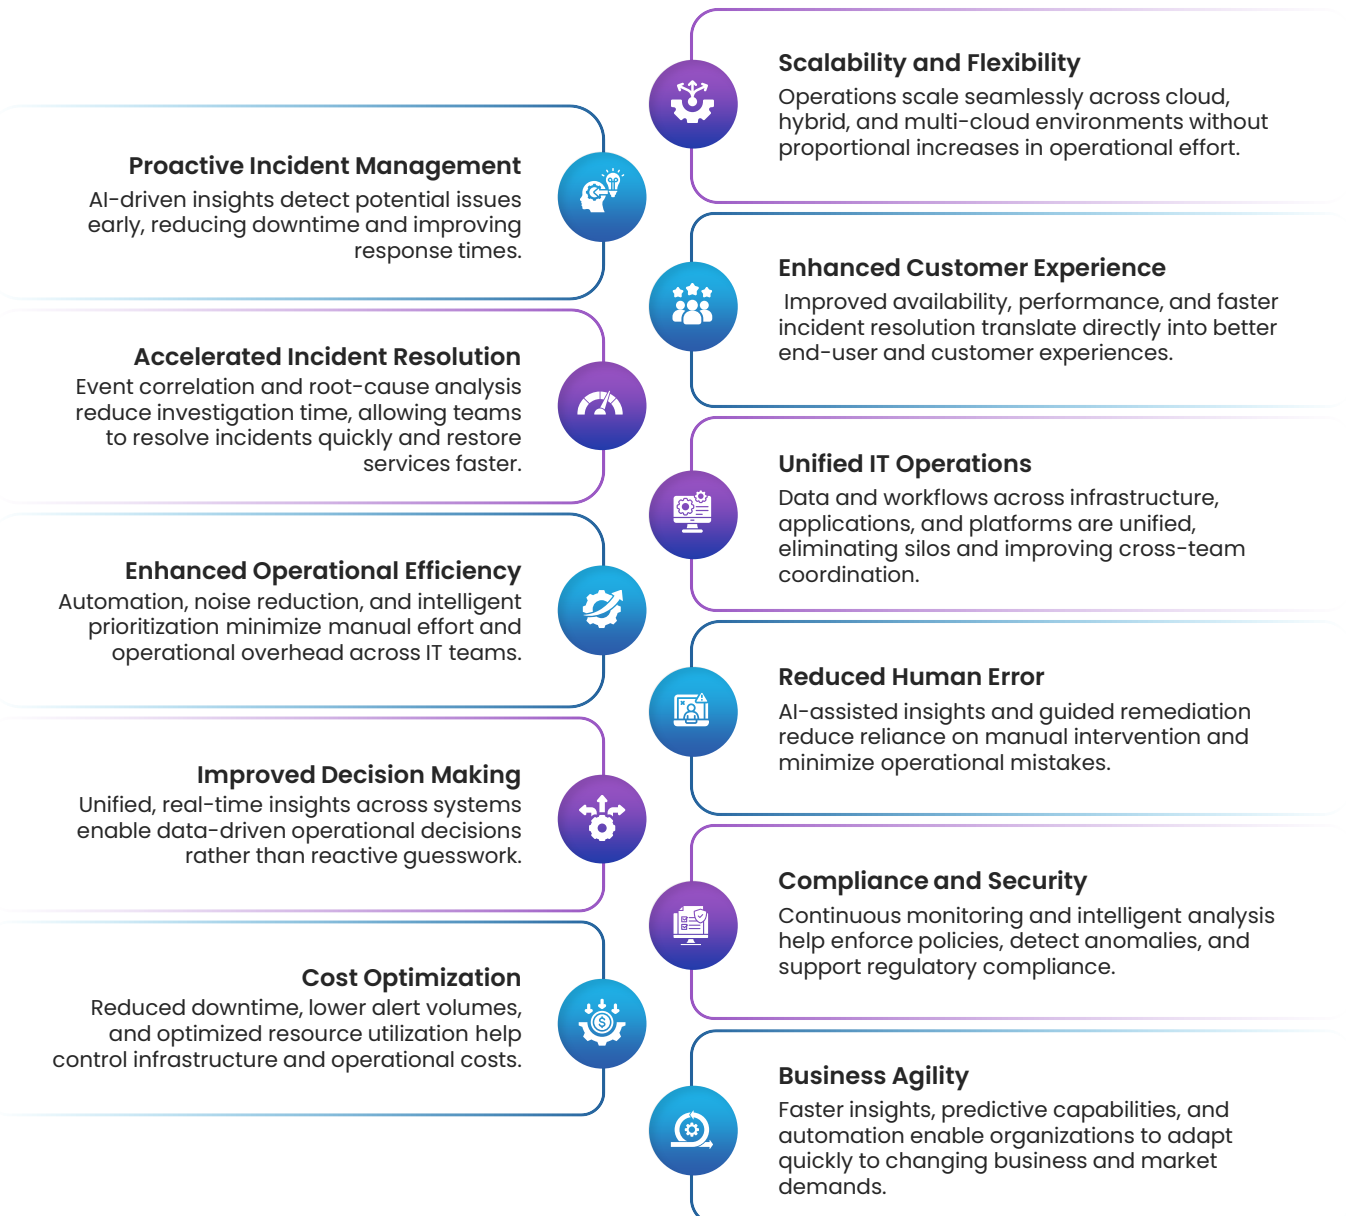 Proactive Incident Management
AI-driven insights detect potential issues
early, reducing downtime and improving
response times.
Accelerated Incident Resolution
Event correlation and root-cause analysis
reduce investigation time, allowing teams
to resolve incidents quickly and restore
services faster.
Enhanced Operational Efficiency
Automation, noise reduction, and intelligent
prioritization minimize manual effort and
operational overhead across IT teams.
Improved Decision Making
Unified, real-time insights across systems
enable data-driven operational decisions
rather than reactive guesswork.
Cost Optimization
Reduced downtime, lower alert volumes,
and optimized resource utilization help
control infrastructure and operational costs.
Scalability and Flexibility
Operations scale seamlessly across cloud,
hybrid, and multi-cloud environments without
proportional increases in operational effort.
Enhanced Customer Experience
Improved availability, performance, and faster
incident resolution translate directly into better
end-user and customer experiences.
Unified IT Operations
Data and workflows across infrastructure,
applications, and platforms are unified,
eliminating silos and improving cross-team
coordination.
Reduced Human Error
AI-assisted insights and guided remediation
reduce reliance on manual intervention and
minimize operational mistakes.
Compliance and Security
Continuous monitoring and intelligent analysis
help enforce policies, detect anomalies, and
support regulatory compliance.
Business Agility
Faster insights, predictive capabilities, and
automation enable organizations to adapt
quickly to changing business and market
demands.